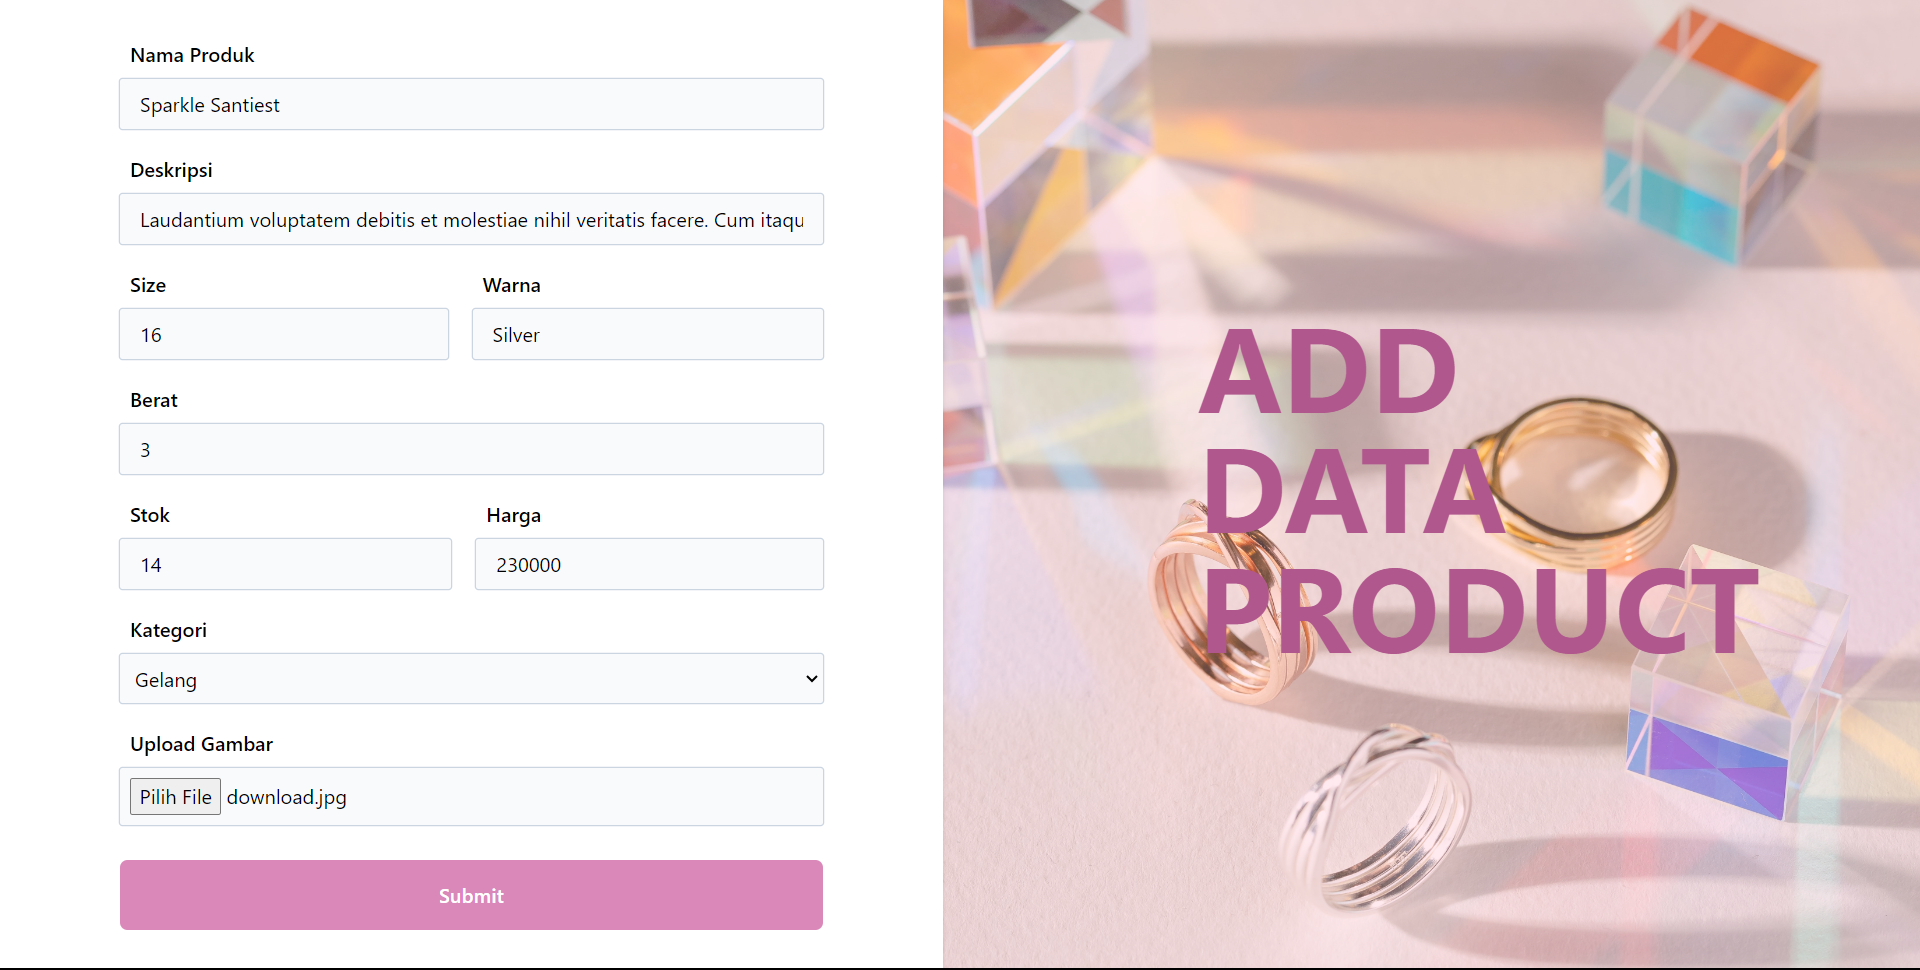 Nama Produk
Sparkle Santiest
Deskripsi
Laudantium voluptatem debitis et molestiae nihil veritatis facere. Cum itaqu
Size
Warna
16
Silver
Berat
3
Stok
Harga
14
230000
Kategori
Gelang
Upload Gambar
Pilih File download.jpg
Submit
ADD
DATA
PRODUCT